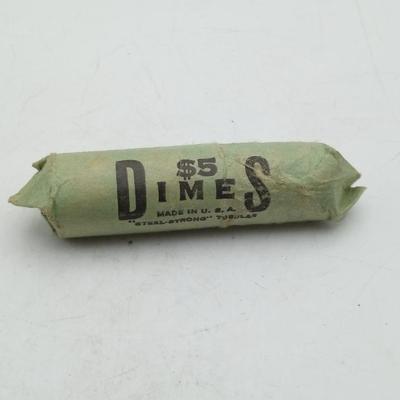 $5
DIMES
MADE IN U. S. A.
"STEEL-STRONG" TUBULAR